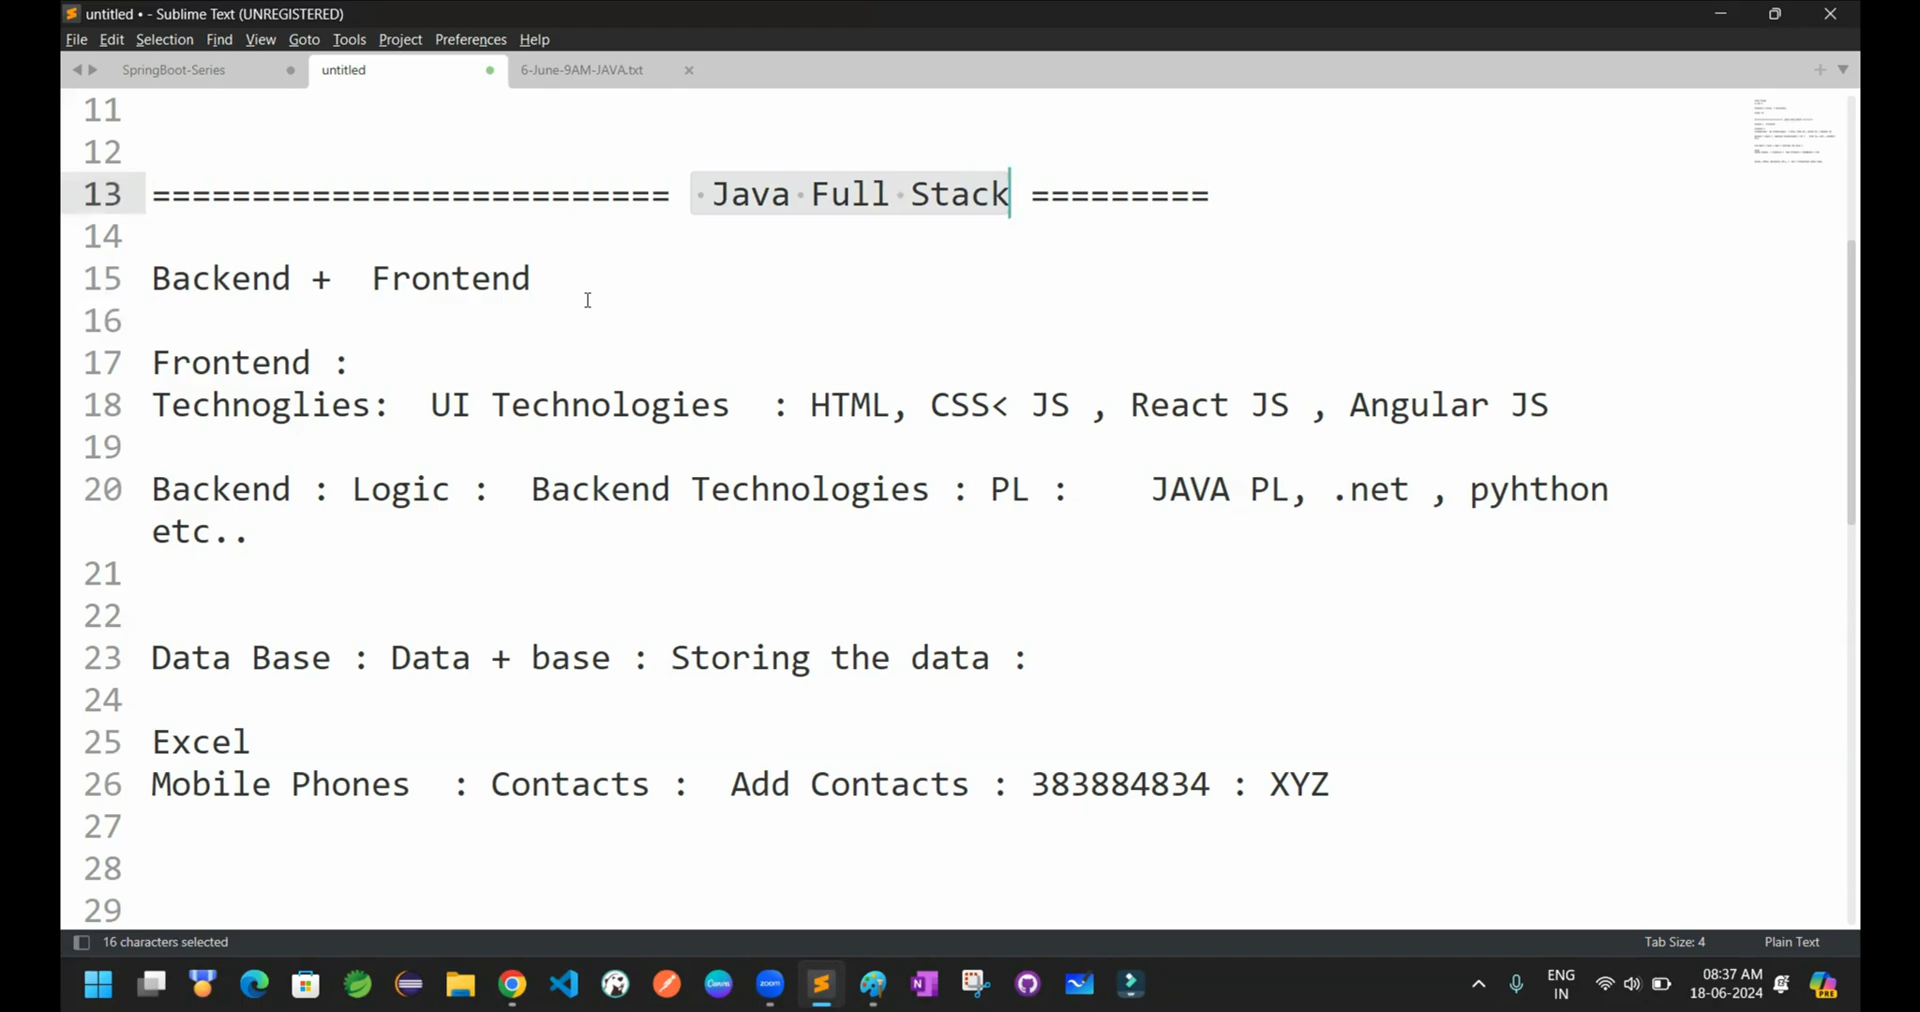 untitled • - Sublime Text (UNREGISTERED)
File Edit Selection Find View Goto Tools Project Preferences Help
SpringBoot-Series untitled 6-June-9AM-JAVA.txt
11
12
13 ========================== Java Full Stack =========
14
15 Backend + Frontend
16
17 Frontend :
18 Technoglies: UI Technologies : HTML, CSS< JS , React JS , Angular JS
19
20 Backend : Logic : Backend Technologies : PL : JAVA PL, .net , pyhthon
etc..
21
22
23 Data Base : Data + base : Storing the data :
24
25 Excel
26 Mobile Phones : Contacts : Add Contacts : 383884834 : XYZ
27
28
29
16 characters selected Tab Size: 4 Plain Text
ENG
IN
08:37 AM
18-06-2024